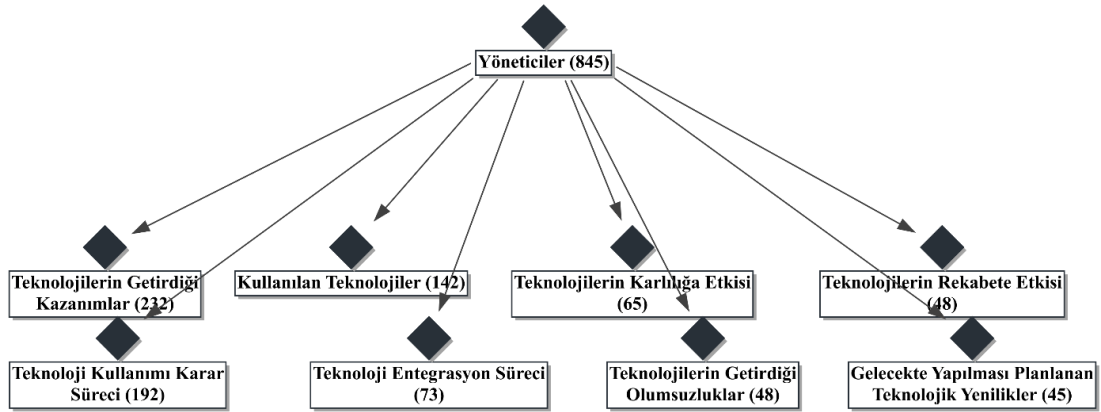 Yöneticiler (845)
Teknolojilerin Getirdiği
Kazanımlar (232)
Kullanılan Teknolojiler (142)
Teknolojilerin Karlılığa Etkisi
(65)
Teknolojilerin Rekabete Etkisi
(48)
Teknoloji Kullanımı Karar
Süreci (192)
Teknoloji Entegrasyon Süreci
(73)
Teknolojilerin Getirdiği
Olumsuzluklar (48)
Gelecekte Yapılması Planlanan
Teknolojik Yenilikler (45)